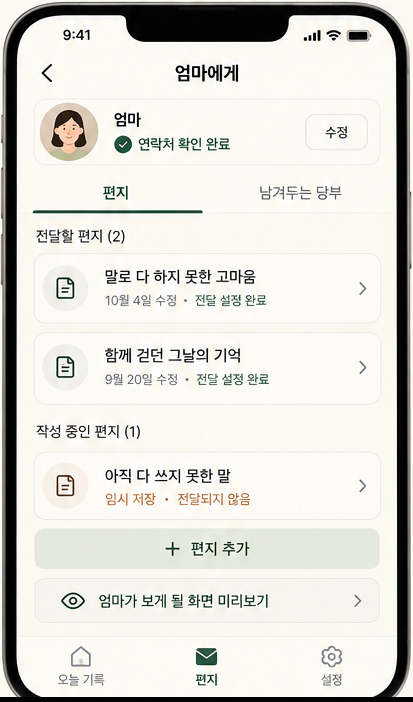 9:41
엄마에게
엄마
연락처 확인 완료
수정
편지
남겨두는 당부
전달할 편지 (2)
말로 다 하지 못한 고마움
10월 4일 수정 • 전달 설정 완료
함께 걷던 그날의 기억
9월 20일 수정 • 전달 설정 완료
작성 중인 편지 (1)
아직 다 쓰지 못한 말
임시 저장 • 전달되지 않음
+ 편지 추가
엄마가 보게 될 화면 미리보기
오늘 기록
편지
설정